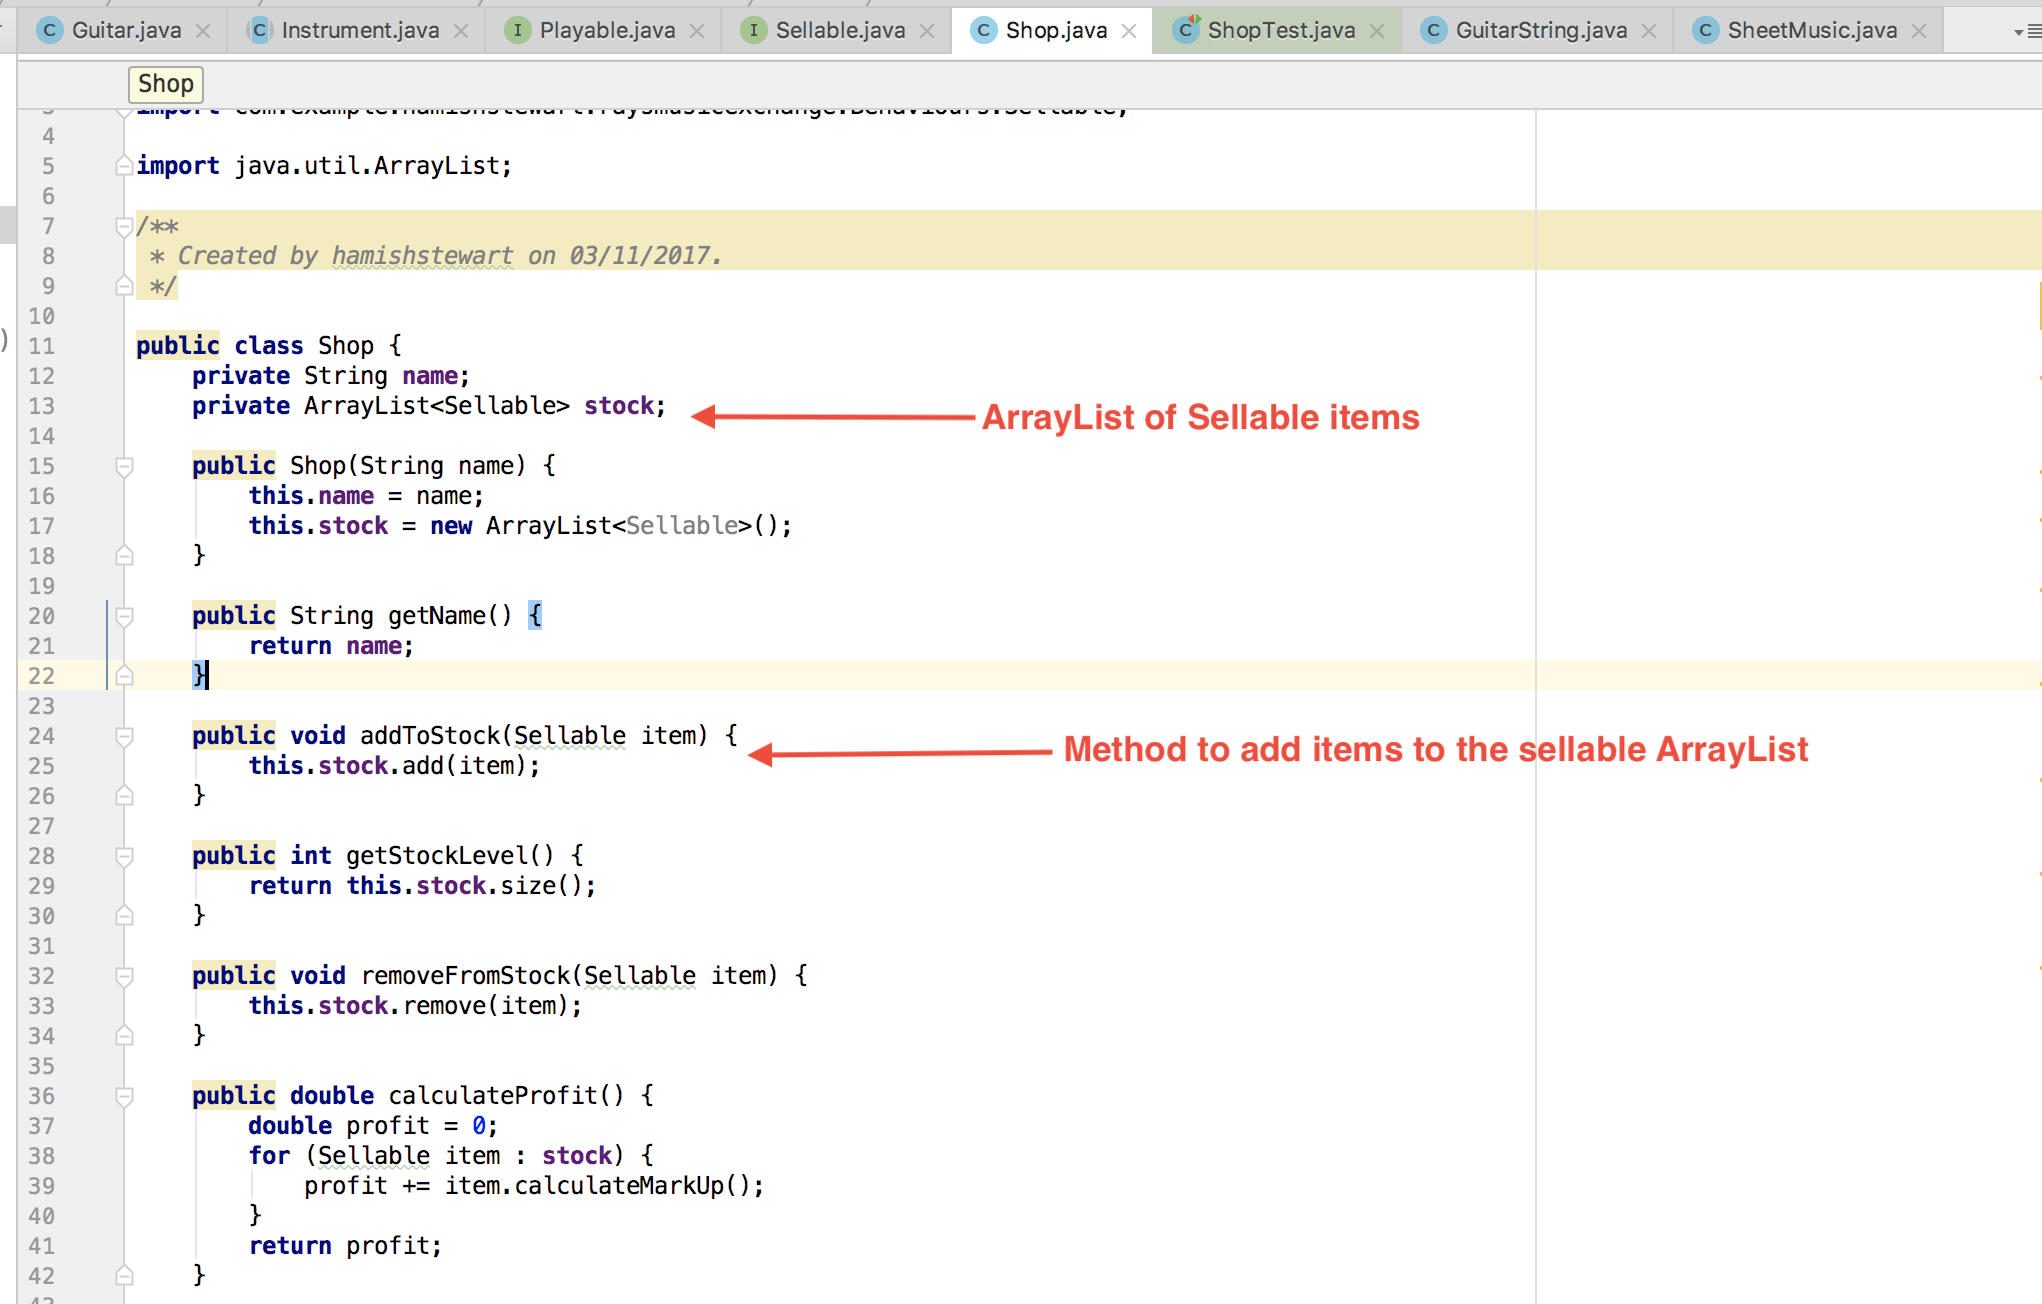 Guitar.java
Instrument.java
Playable.java
Sellable.java
Shop.java
ShopTest.java
GuitarString.java
SheetMusic.java
Shop
import com.example.hamishstewart.raysmusicexchange.Behaviours.Sellable;
4
5 import java.util.ArrayList;
6
7 /**
8 * Created by hamishstewart on 03/11/2017.
9 */
10
11 public class Shop {
12 private String name;
13 private ArrayList<Sellable> stock;
ArrayList of Sellable items
14
15 public Shop(String name) {
16 this.name = name;
17 this.stock = new ArrayList<Sellable>();
18 }
19
20 public String getName() {
21 return name;
22 }
23
24 public void addToStock(Sellable item) {
Method to add items to the sellable ArrayList
25 this.stock.add(item);
26 }
27
28 public int getStockLevel() {
29 return this.stock.size();
30 }
31
32 public void removeFromStock(Sellable item) {
33 this.stock.remove(item);
34 }
35
36 public double calculateProfit() {
37 double profit = 0;
38 for (Sellable item : stock) {
39 profit += item.calculateMarkUp();
40 }
41 return profit;
42 }